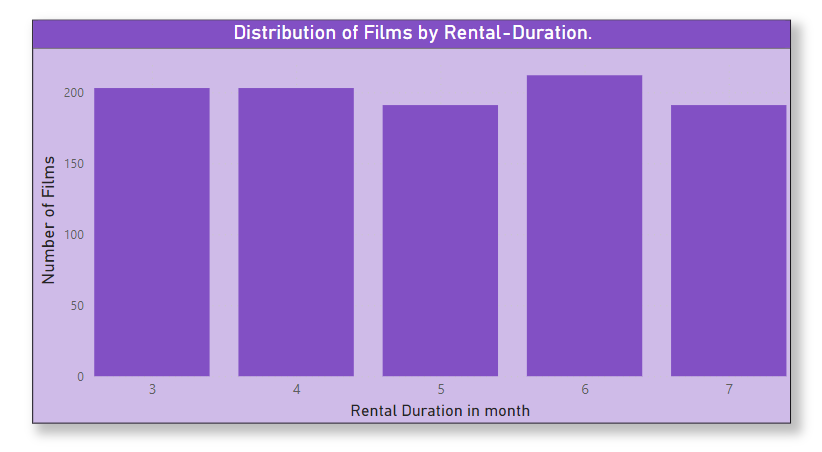 Distribution of Films by Rental-Duration.
Number of Films
200
150
100
50
0
3 4 5 6 7
Rental Duration in month